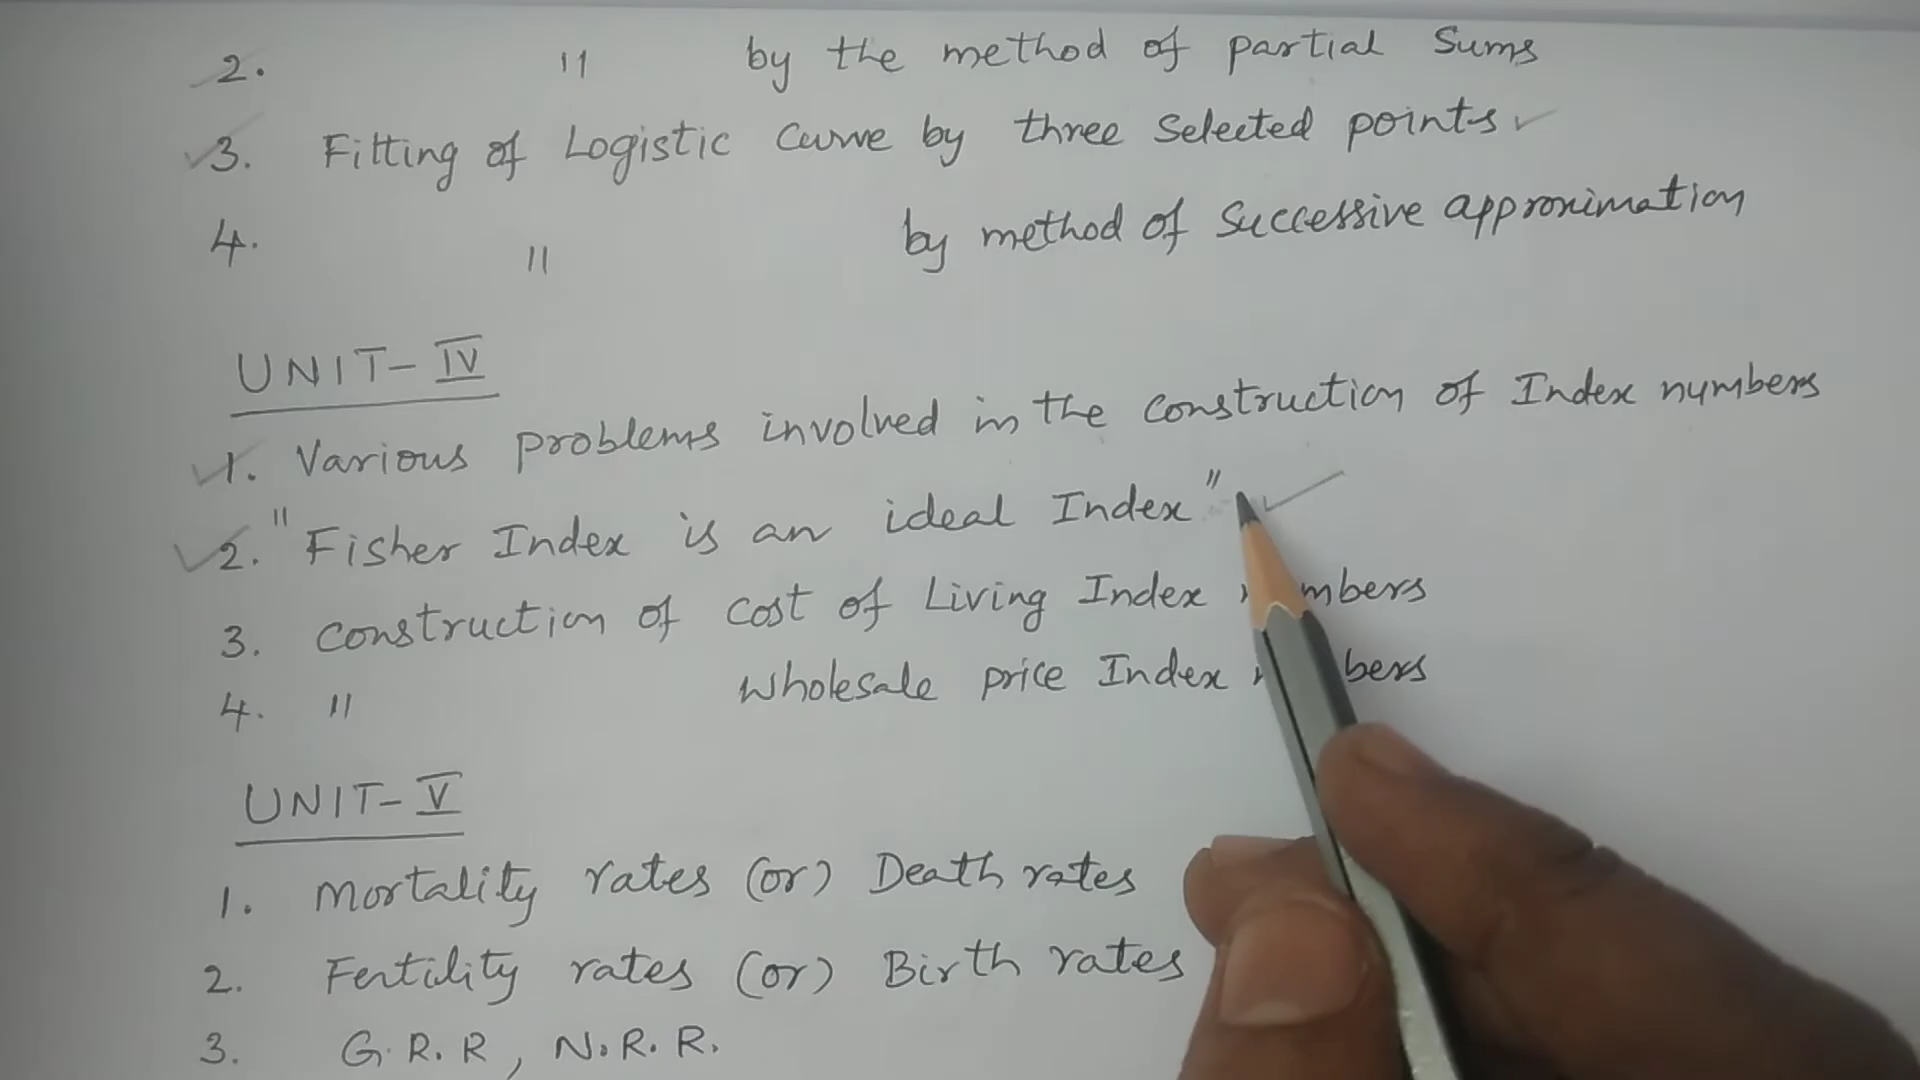 2. " by the method of partial Sums
3. Fitting of Logistic Curve by three Selected points
4. " by method of Successive approximation
UNIT-IV
1. Various problems involved in the construction of Index numbers
2. "Fisher Index is an ideal Index"
3. Construction of Cost of Living Index mbers
4. " Wholesale price Index bers
UNIT-V
1. Mortality rates (or) Death rates
2. Fertility rates (or) Birth rates
3. G.R.R, N.R.R.